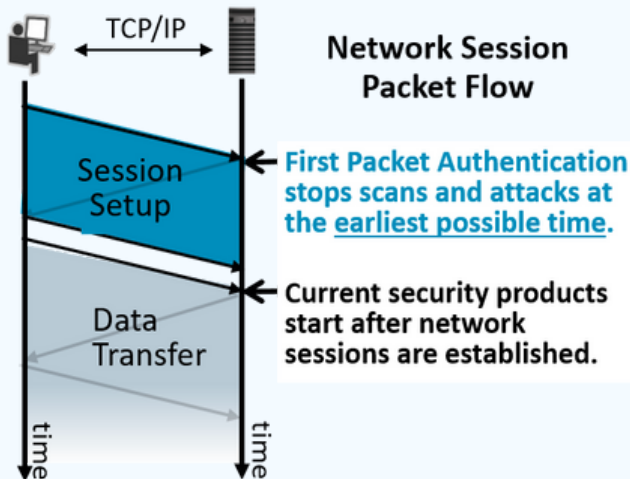 TCP/IP
Network Session
Packet Flow
Session
Setup
First Packet Authentication
stops scans and attacks at
the earliest possible time.
Current security products
start after network
sessions are established.
Data
Transfer
time
time